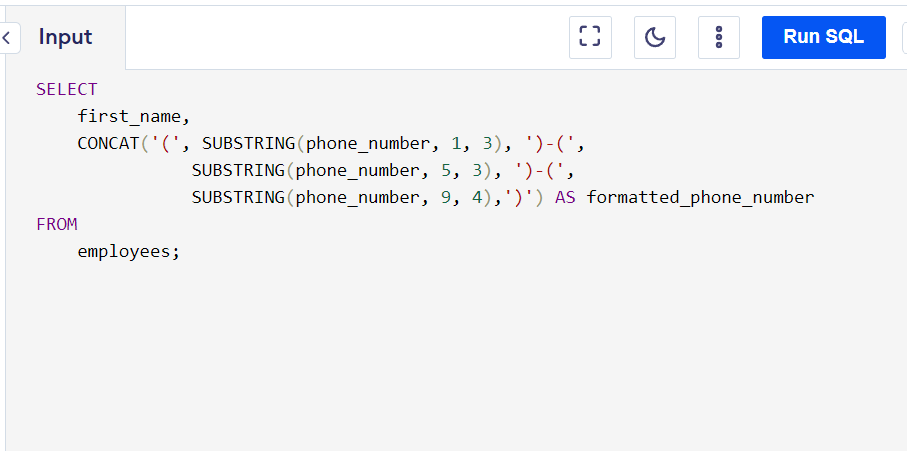 Input
Run SQL
SELECT
first_name,
CONCAT('(', SUBSTRING(phone_number, 1, 3), ')-(',
SUBSTRING(phone_number, 5, 3), ')-(',
SUBSTRING(phone_number, 9, 4),')') AS formatted_phone_number
FROM
employees;